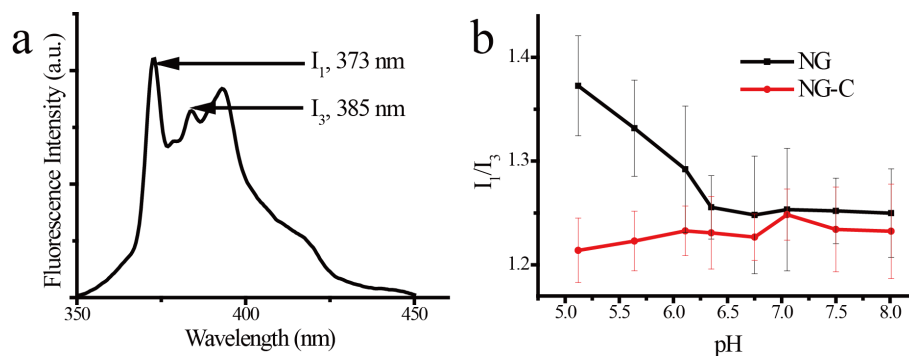 a
I₁, 373 nm
I₃, 385 nm
Fluorescence Intensity (a.u.)
350
400
450
Wavelength (nm)
b
NG
NG-C
1.4
1.3
1.2
I₁/I₃
5.0 5.5 6.0 6.5 7.0 7.5 8.0
pH